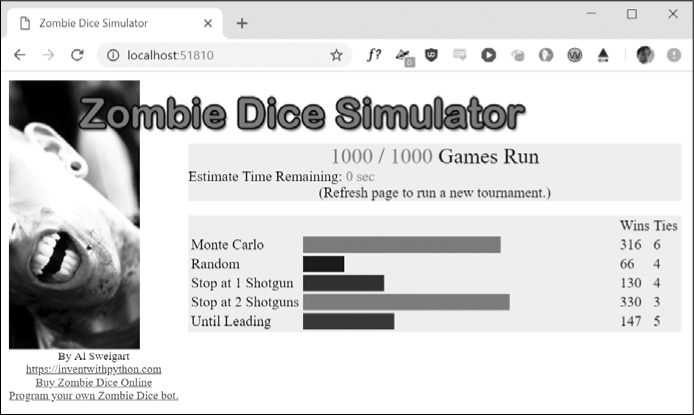 Zombie Dice Simulator
localhost:51810
Zombie Dice Simulator
1000 / 1000 Games Run
Estimate Time Remaining: 0 sec
(Refresh page to run a new tournament.)
Wins Ties
Monte Carlo 316 6
Random 66 4
Stop at 1 Shotgun 130 4
Stop at 2 Shotguns 330 3
Until Leading 147 5
By Al Sweigart
https://inventwithpython.com
Buy Zombie Dice Online
Program your own Zombie Dice bot.